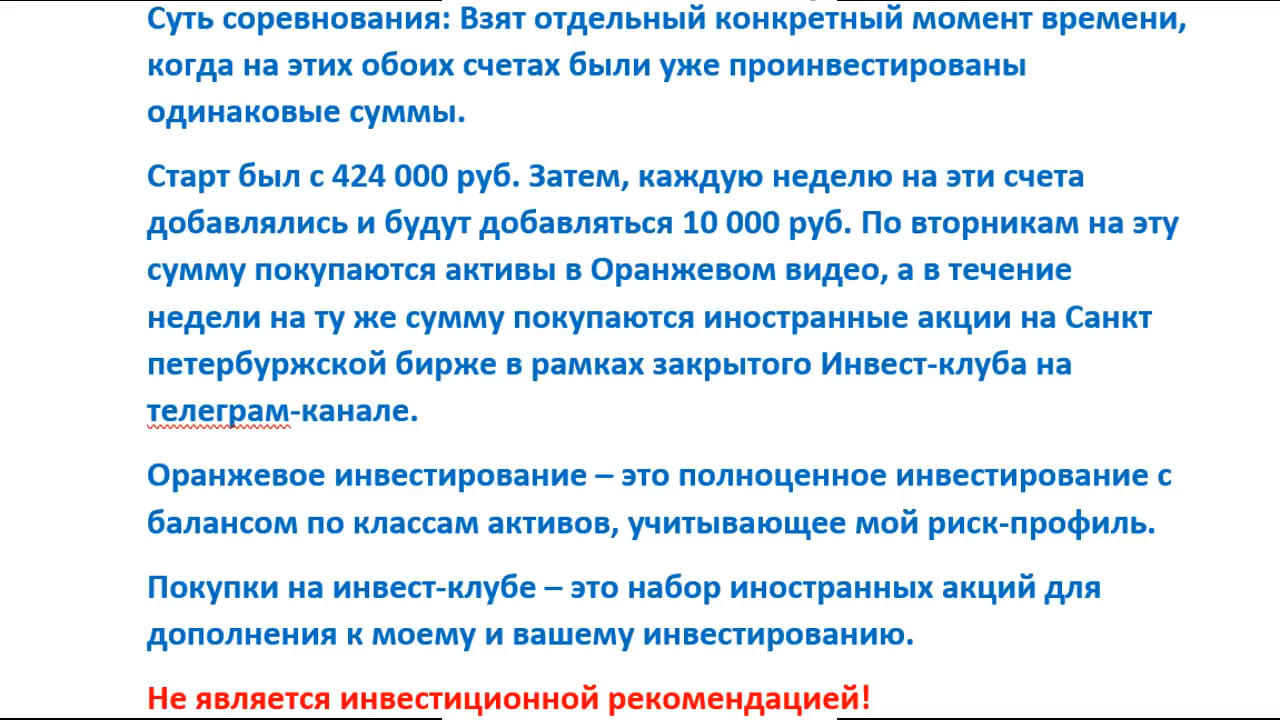 Суть соревнования: Взят отдельный конкретный момент времени,
когда на этих обоих счетах были уже проинвестированы
одинаковые суммы.
Старт был с 424 000 руб. Затем, каждую неделю на эти счета
добавлялись и будут добавляться 10 000 руб. По вторникам на эту
сумму покупаются активы в Оранжевом видео, а в течение
недели на ту же сумму покупаются иностранные акции на Санкт
петербуржской бирже в рамках закрытого Инвест-клуба на
телеграм-канале.
Оранжевое инвестирование – это полноценное инвестирование с
балансом по классам активов, учитывающее мой риск-профиль.
Покупки на инвест-клубе – это набор иностранных акций для
дополнения к моему и вашему инвестированию.
Не является инвестиционной рекомендацией!